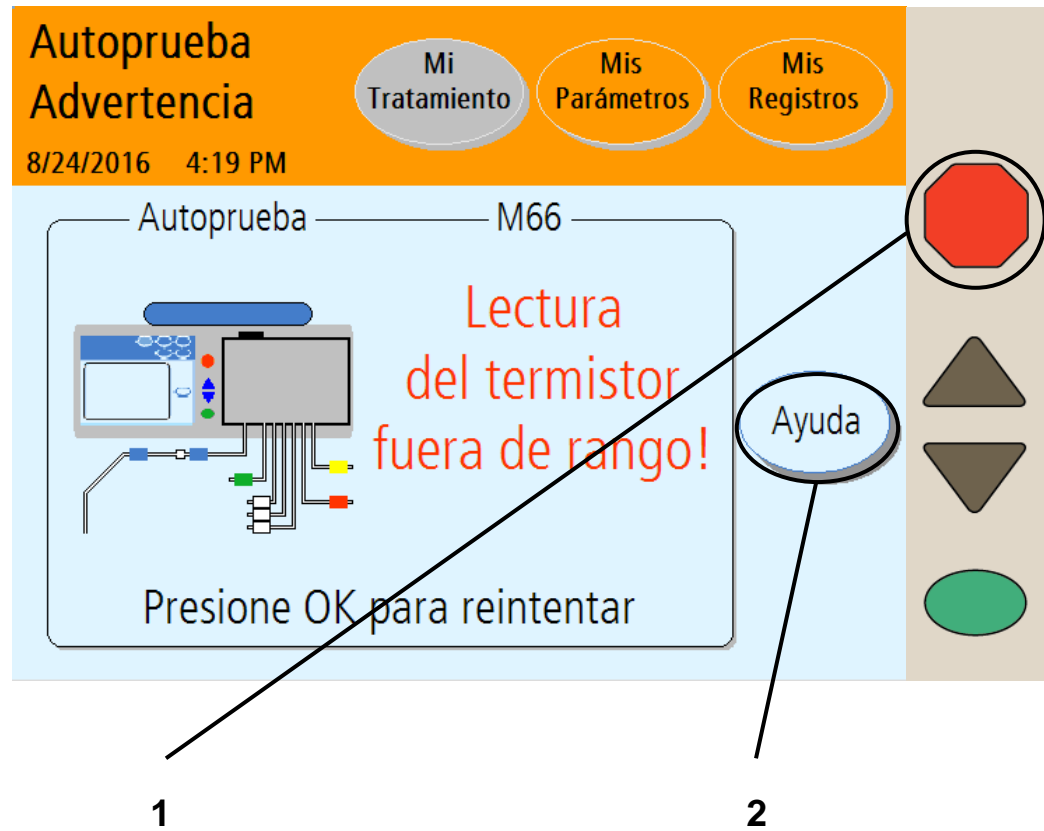 Autoprueba
Advertencia
8/24/2016 4:19 PM
Mi
Tratamiento
Mis
Parámetros
Mis
Registros
Autoprueba
M66
Lectura
del termistor
fuera de rango!
Ayuda
Presione OK para reintentar
1
2